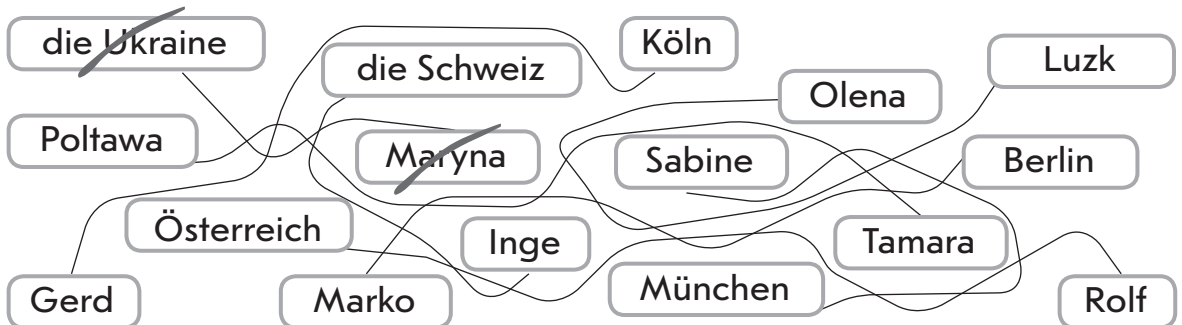 die Ukraine
die Schweiz
Köln
Luzk
Olena
Poltawa
Maryna
Sabine
Berlin
Österreich
Inge
Tamara
Gerd
Marko
München
Rolf